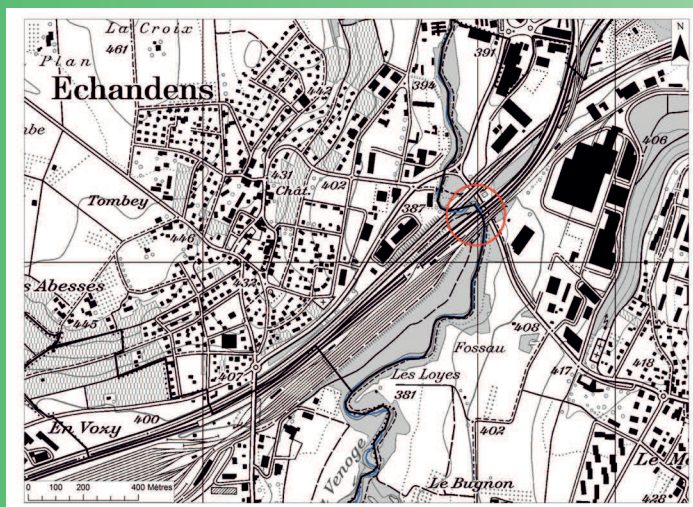 La Croix
461
Plan
Echandens
442
394
391
N
406
431
Chât.
402
387
Tombey
446
432
s Abesses
445
408
Fossau
407
Les Loyes
381
417
418
400
En Voxy
402
Venoge
Le Bugnon
Le M
428
0 100 200 400 Mètres